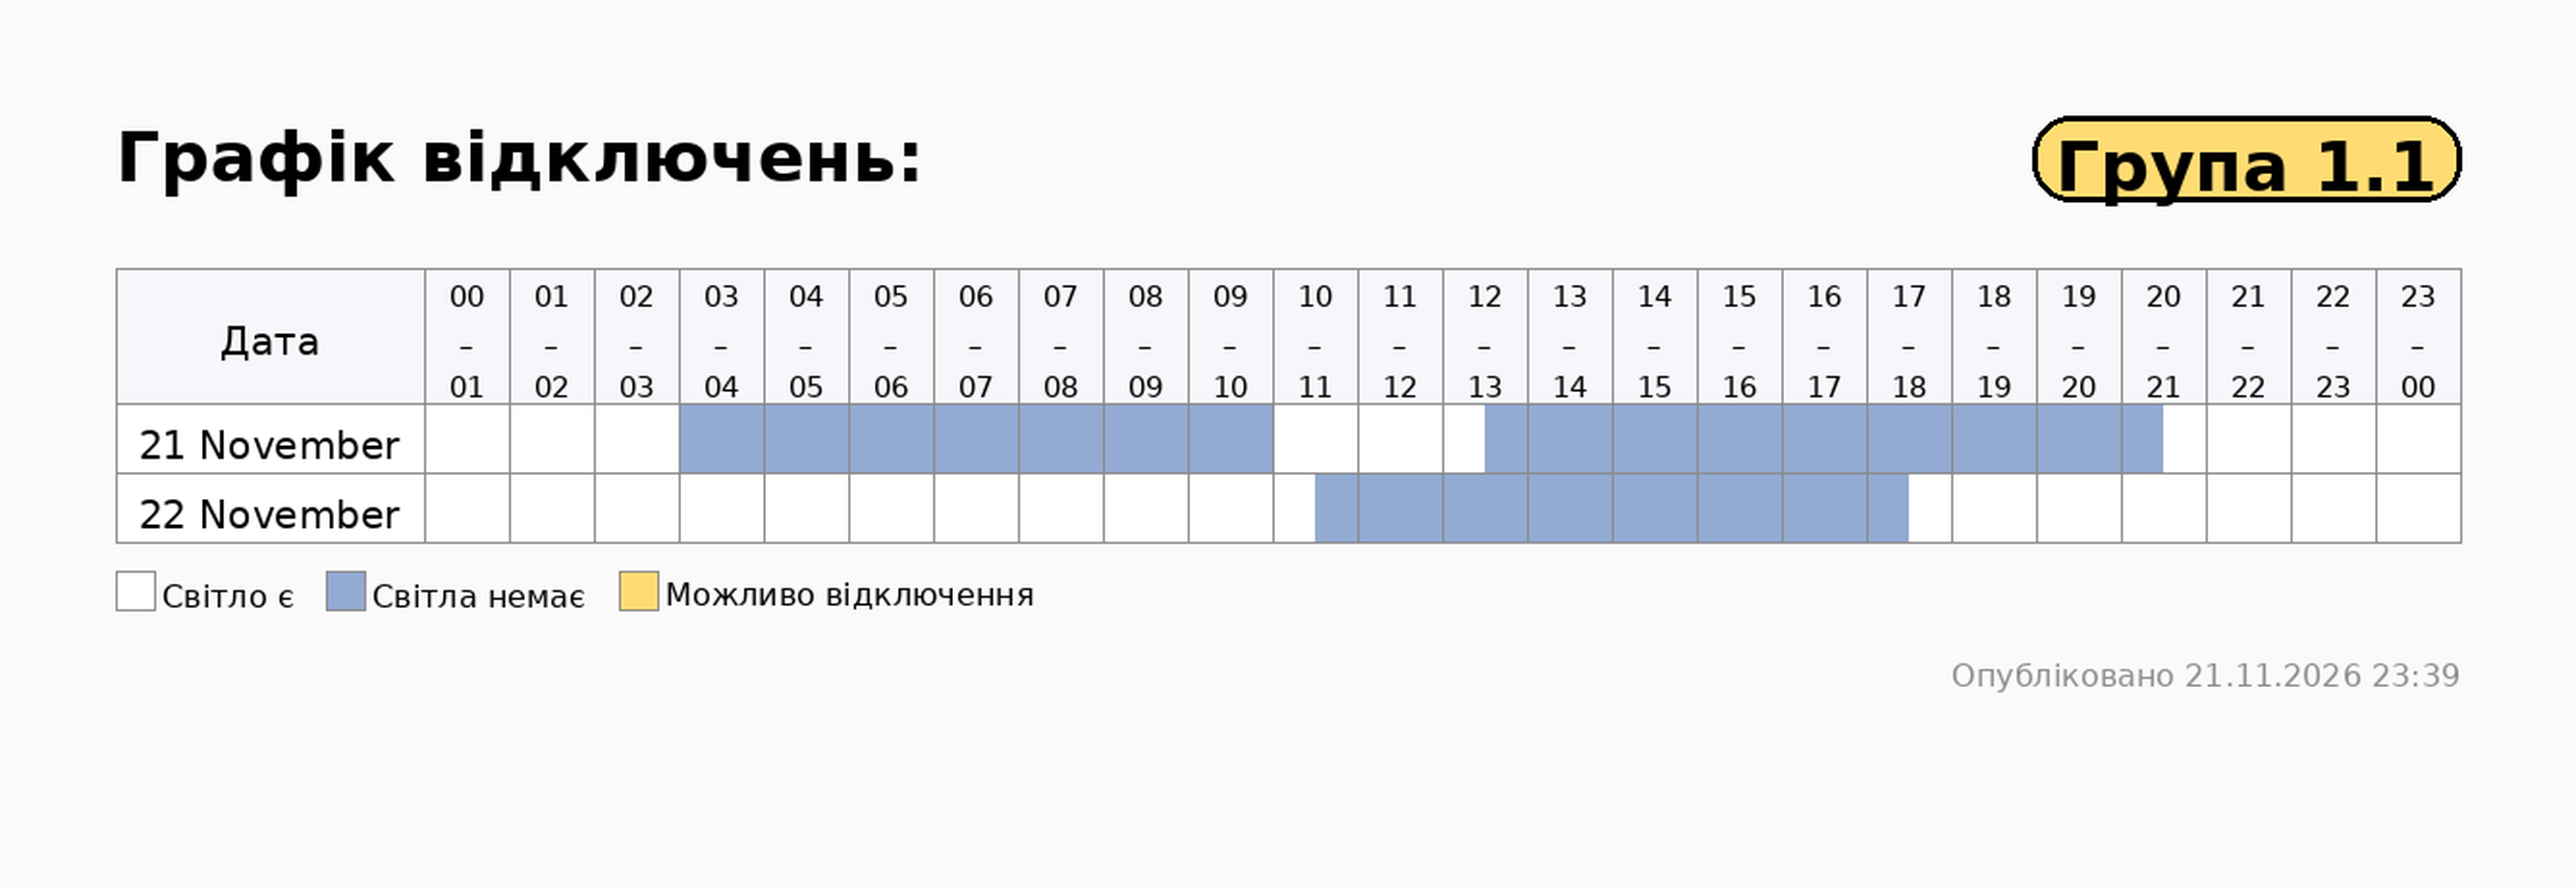 Графік відключень:
Група 1.1
Дата
00 – 01
01 – 02
02 – 03
03 – 04
04 – 05
05 – 06
06 – 07
07 – 08
08 – 09
09 – 10
10 – 11
11 – 12
12 – 13
13 – 14
14 – 15
15 – 16
16 – 17
17 – 18
18 – 19
19 – 20
20 – 21
21 – 22
22 – 23
23 – 00
21 November
22 November
Світло є
Світла немає
Можливо відключення
Опубліковано 21.11.2026 23:39